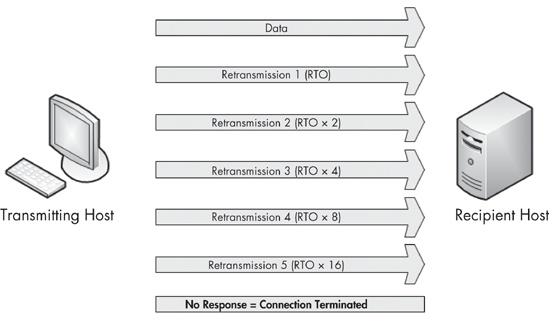 Data
Retransmission 1 (RTO)
Retransmission 2 (RTO × 2)
Retransmission 3 (RTO × 4)
Transmitting Host
Retransmission 4 (RTO × 8)
Recipient Host
Retransmission 5 (RTO × 16)
No Response = Connection Terminated